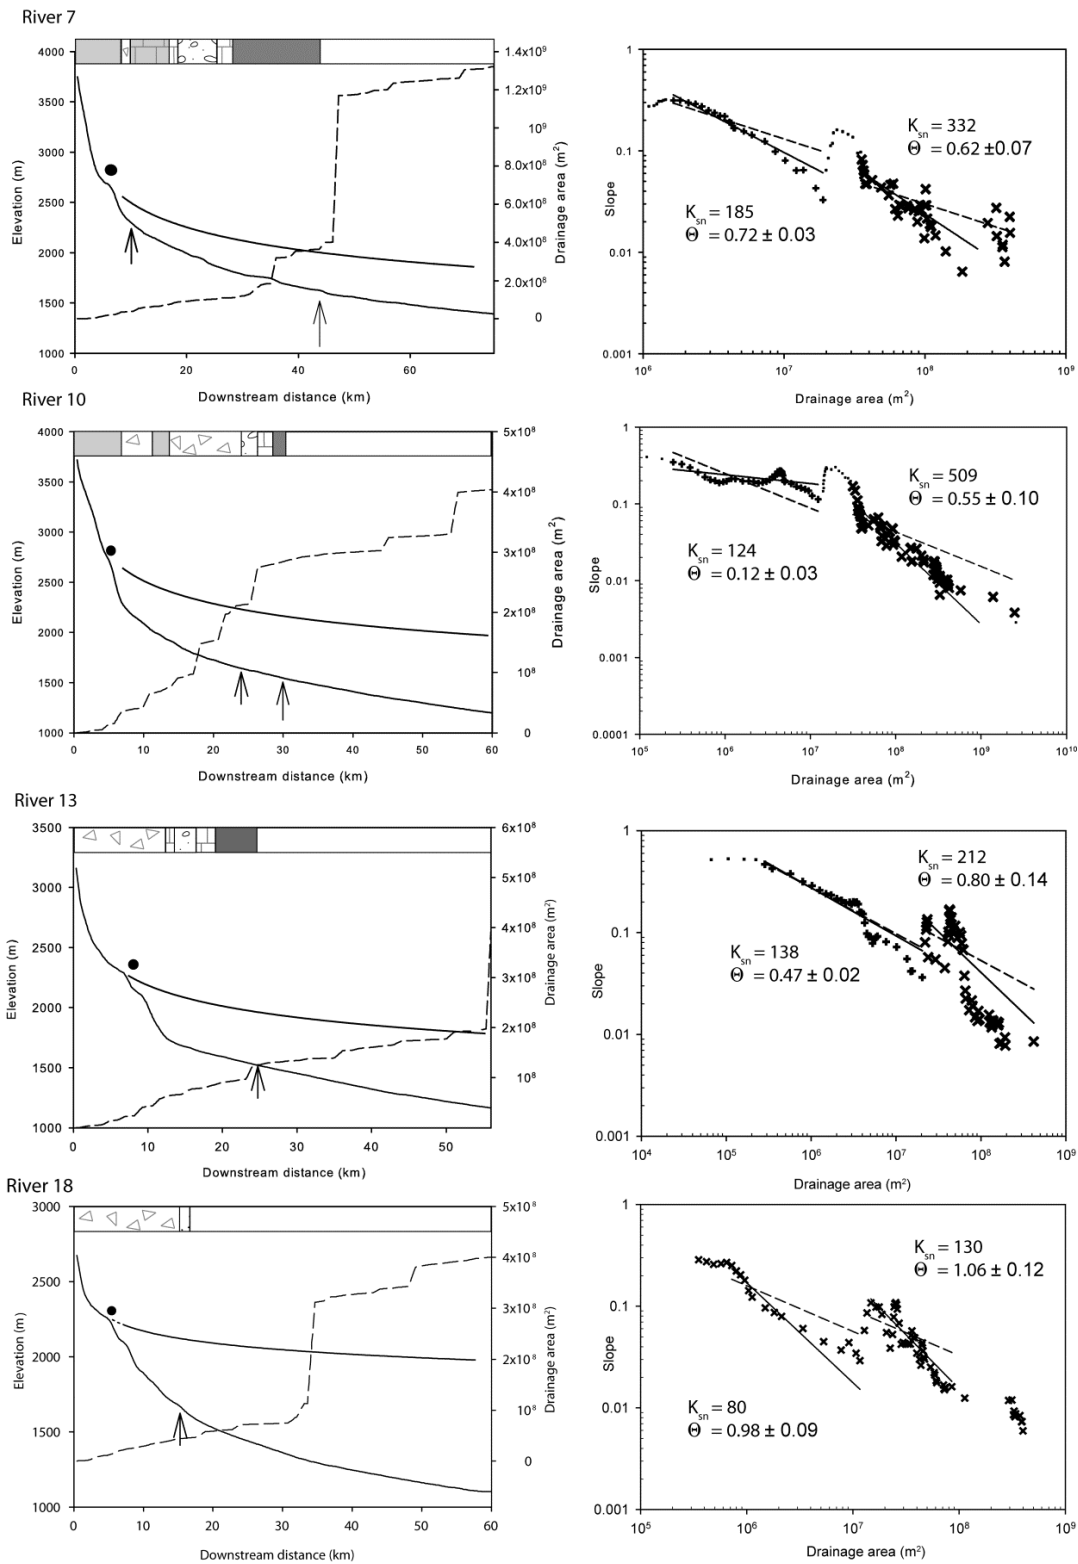 River 7
4000
3500
3000
2500
2000
1500
1000
Elevation (m)
1.4x10⁹
1.2x10⁹
10⁹
8.0x10⁸
6.0x10⁸
4.0x10⁸
2.0x10⁸
0
Drainage area (m²)
0 20 40 60
Downstream distance (km)
1
0.1
0.01
0.001
Slope
Ksn = 332
Θ = 0.62 ±0.07
Ksn = 185
Θ = 0.72 ± 0.03
10⁶ 10⁷ 10⁸ 10⁹
Drainage area (m²)
River 10
4000
3500
3000
2500
2000
1500
1000
Elevation (m)
5x10⁸
4x10⁸
3x10⁸
2x10⁸
10⁸
0
Drainage area (m²)
0 10 20 30 40 50 60
Downstream distance (km)
1
0.1
0.01
0.001
0.0001
Slope
Ksn = 509
Θ = 0.55 ± 0.10
Ksn = 124
Θ = 0.12 ± 0.03
10⁵ 10⁶ 10⁷ 10⁸ 10⁹ 10¹⁰
Drainage area (m²)
River 13
3500
3000
2500
2000
1500
1000
Elevation (m)
6x10⁸
5x10⁸
4x10⁸
3x10⁸
2x10⁸
10⁸
Drainage area (m²)
0 10 20 30 40 50
Downstream distance (km)
1
0.1
0.01
0.001
Slope
Ksn = 212
Θ = 0.80 ± 0.14
Ksn = 138
Θ = 0.47 ± 0.02
10⁴ 10⁵ 10⁶ 10⁷ 10⁸ 10⁹
Drainage area (m²)
River 18
3000
2500
2000
1500
1000
Elevation (m)
5x10⁸
4x10⁸
3x10⁸
2x10⁸
10⁸
0
Drainage area (m²)
0 10 20 30 40 50 60
Downstream distance (km)
1
0.1
0.01
0.001
Slope
Ksn = 130
Θ = 1.06 ± 0.12
Ksn = 80
Θ = 0.98 ± 0.09
10⁵ 10⁶ 10⁷ 10⁸ 10⁹
Drainage area (m²)